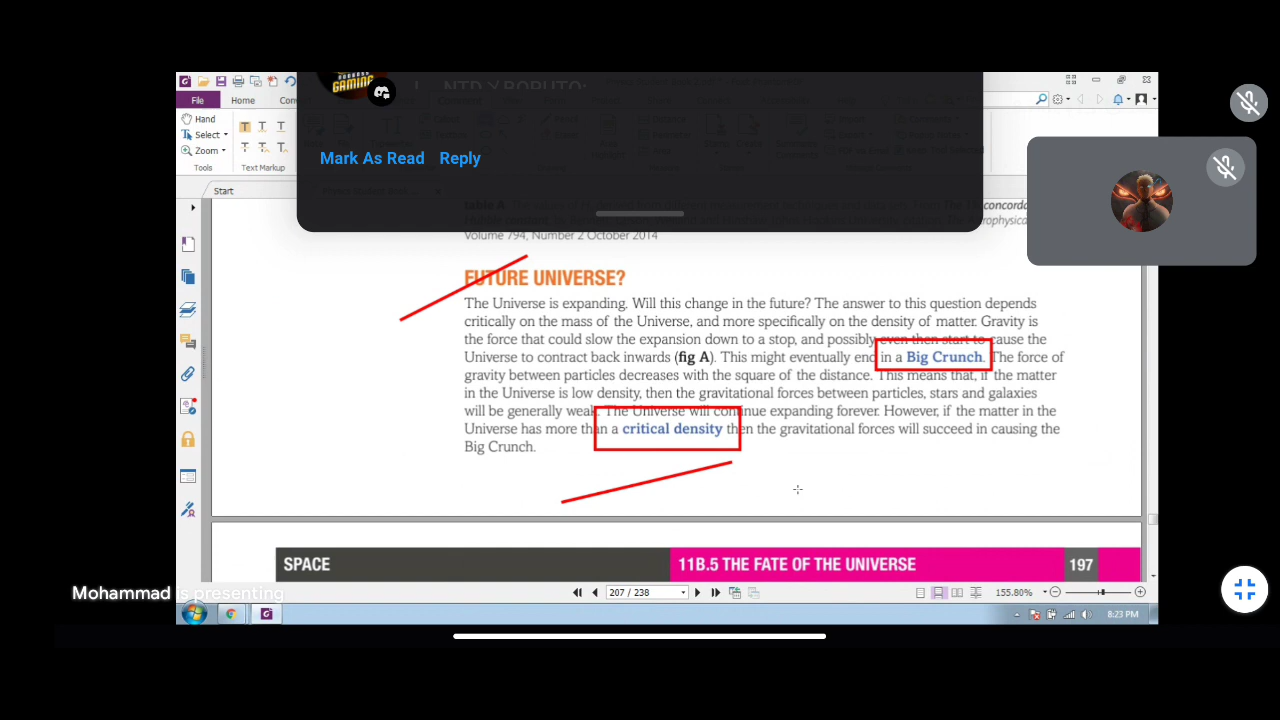 GAMING
NTD X BORUTO:
Mark As Read Reply
File Home
Hand
Select
Zoom
Tools Text Markup
Start
Volume 794, Number 2 October 2014
FUTURE UNIVERSE?
The Universe is expanding. Will this change in the future? The answer to this question depends
critically on the mass of the Universe, and more specifically on the density of matter. Gravity is
the force that could slow the expansion down to a stop, and possibly even then start to cause the
Universe to contract back inwards (fig A). This might eventually end in a Big Crunch. The force of
gravity between particles decreases with the square of the distance. This means that, if the matter
in the Universe is low density, then the gravitational forces between particles, stars and galaxies
will be generally weak. The Universe will continue expanding forever. However, if the matter in the
Universe has more than a critical density then the gravitational forces will succeed in causing the
Big Crunch.
SPACE 11B.5 THE FATE OF THE UNIVERSE 197
Mohammad is presenting
207 / 238 155.80%
8:23 PM